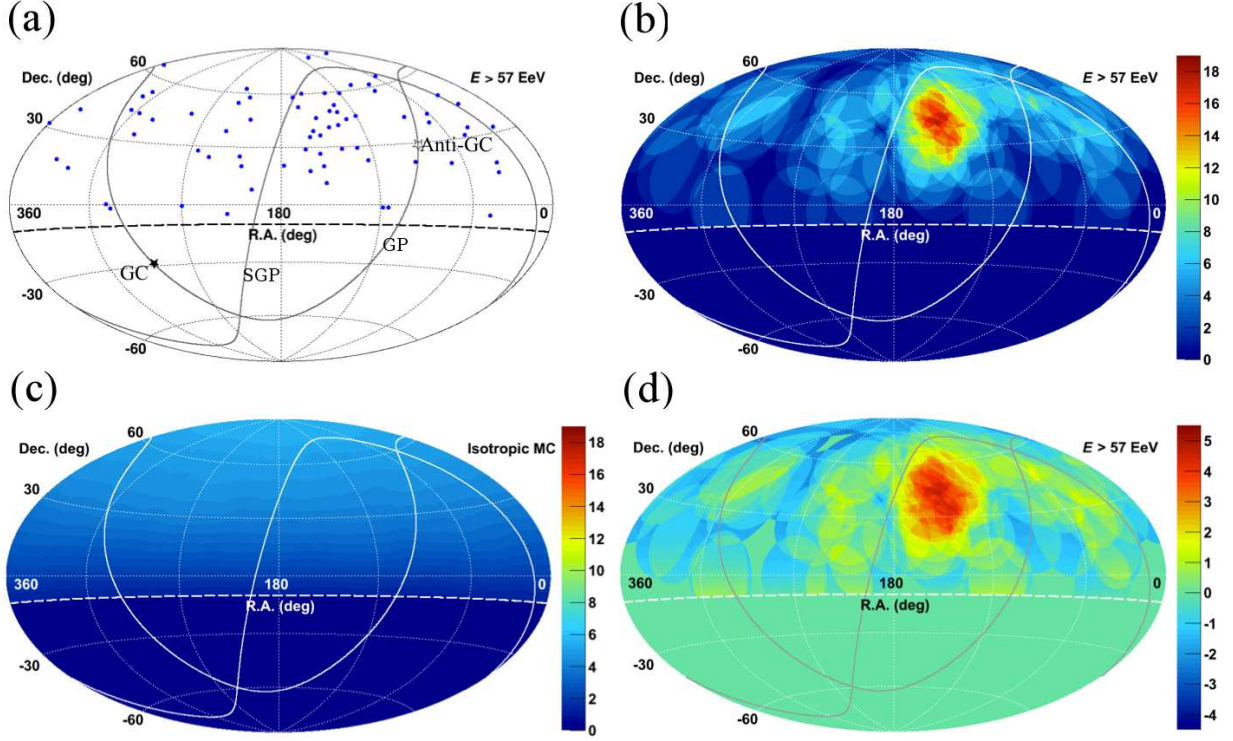 (a)
Dec. (deg)
60
E > 57 EeV
30
Anti-GC
360
180
0
R.A. (deg)
GP
GC
SGP
-30
-60
(b)
Dec. (deg)
60
E > 57 EeV
30
360
180
0
R.A. (deg)
-30
-60
18
16
14
12
10
8
6
4
2
0
(c)
Dec. (deg)
60
Isotropic MC
30
360
180
0
R.A. (deg)
-30
-60
18
16
14
12
10
8
6
4
2
0
(d)
Dec. (deg)
60
E > 57 EeV
30
360
180
0
R.A. (deg)
-30
-60
5
4
3
2
1
0
-1
-2
-3
-4